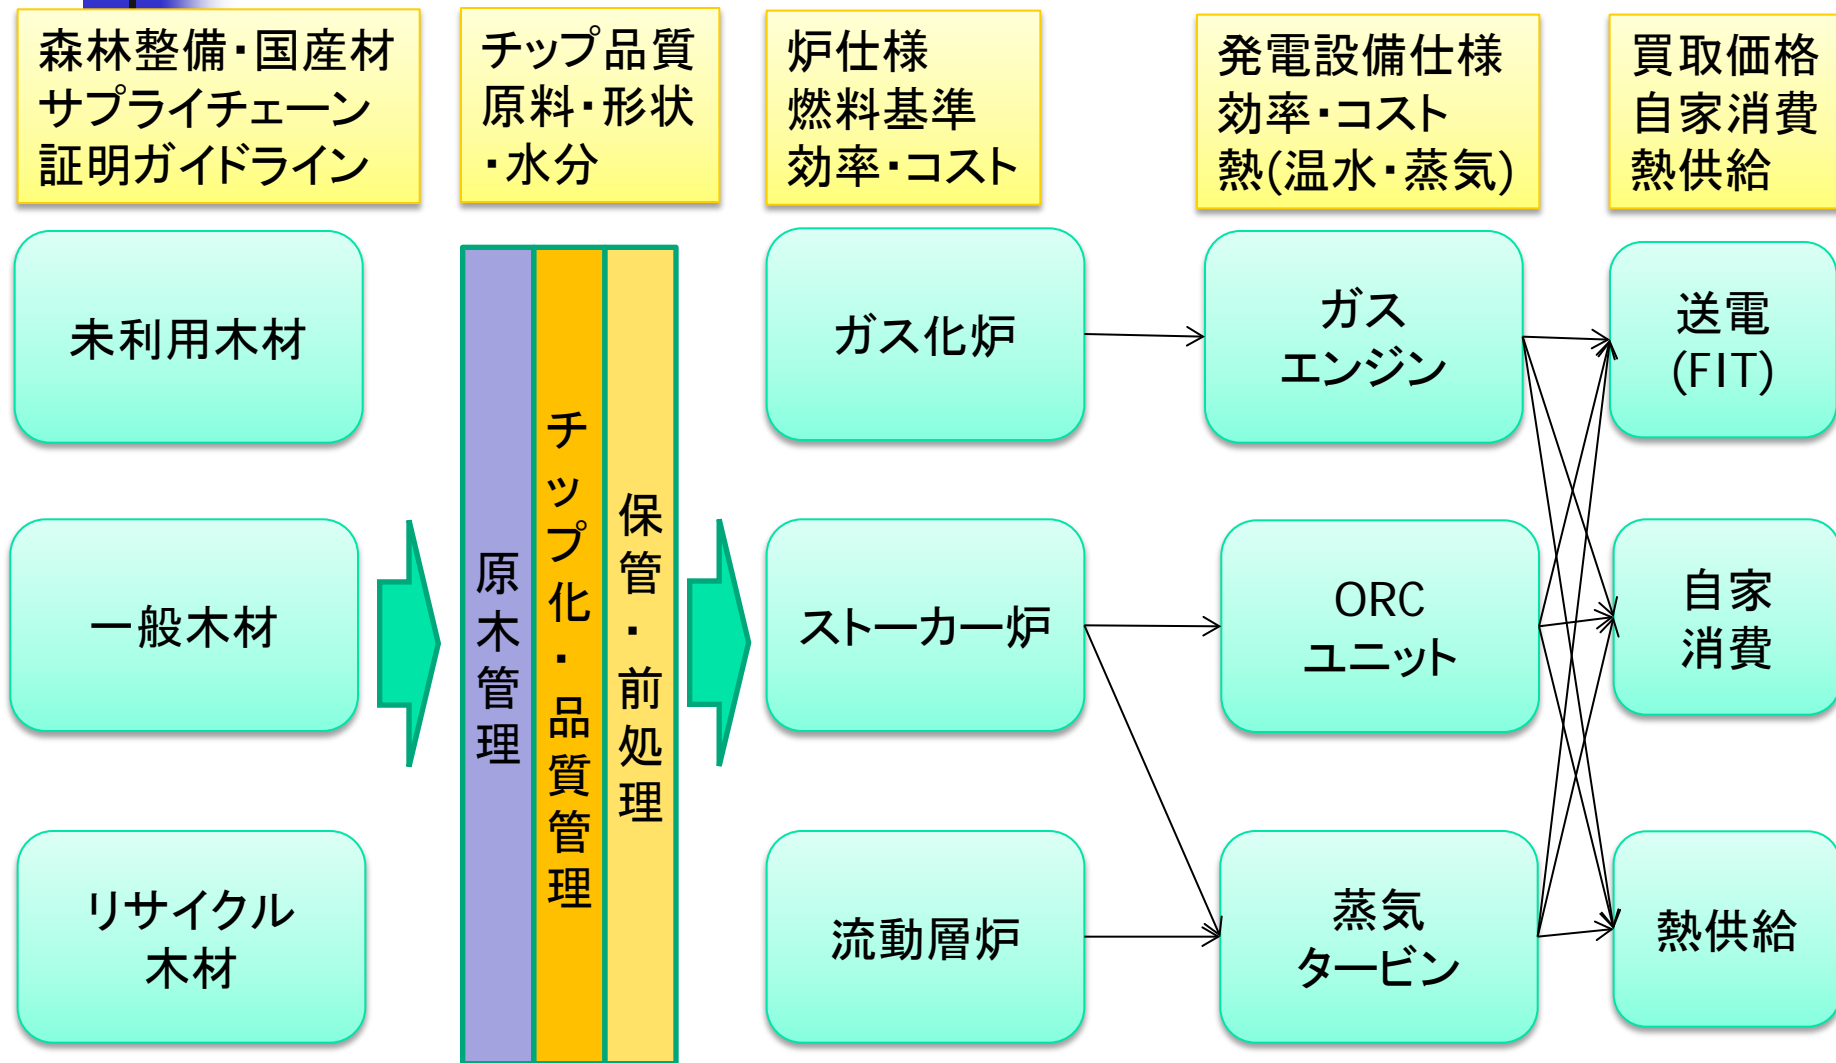 森林整備・国産材
サプライチェーン
証明ガイドライン
チップ品質
原料・形状
・水分
炉仕様
燃料基準
効率・コスト
発電設備仕様
効率・コスト
熱(温水・蒸気)
買取価格
自家消費
熱供給
未利用木材
一般木材
リサイクル
木材
原木管理
チップ化・品質管理
保管・前処理
ガス化炉
ストーカー炉
流動層炉
ガス
エンジン
ORC
ユニット
蒸気
タービン
送電
(FIT)
自家
消費
熱供給